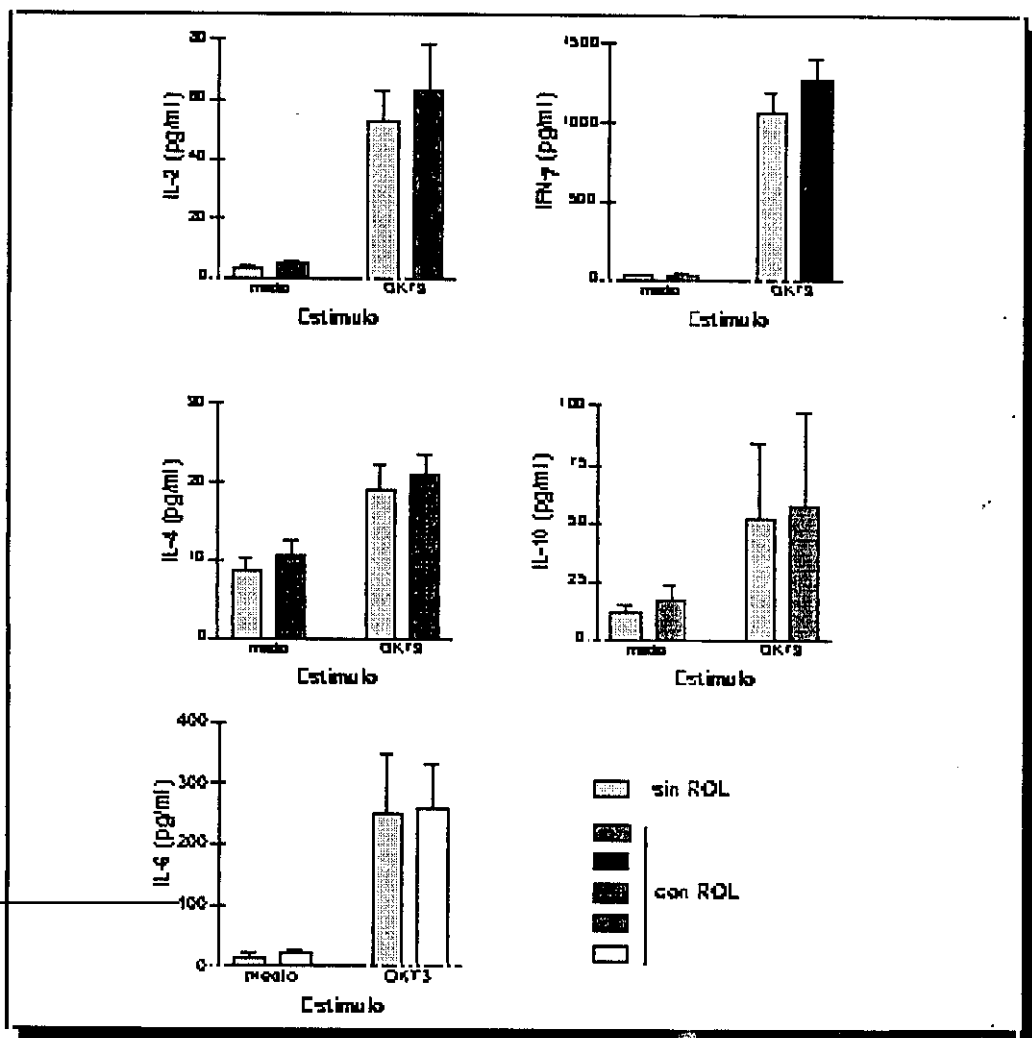 80
60
40
20
0
IL-2 (pg/ml)
medio OKT3
Estimulo
1500
1000
500
0
IFN-γ (pg/ml)
medio OKT3
Estimulo
30
20
10
0
IL-4 (pg/ml)
medio OKT3
Estimulo
100
75
50
25
0
IL-10 (pg/ml)
medio OKT3
Estimulo
400
300
200
100
0
IL-6 (pg/ml)
medio OKT3
Estimulo
sin ROL
con ROL